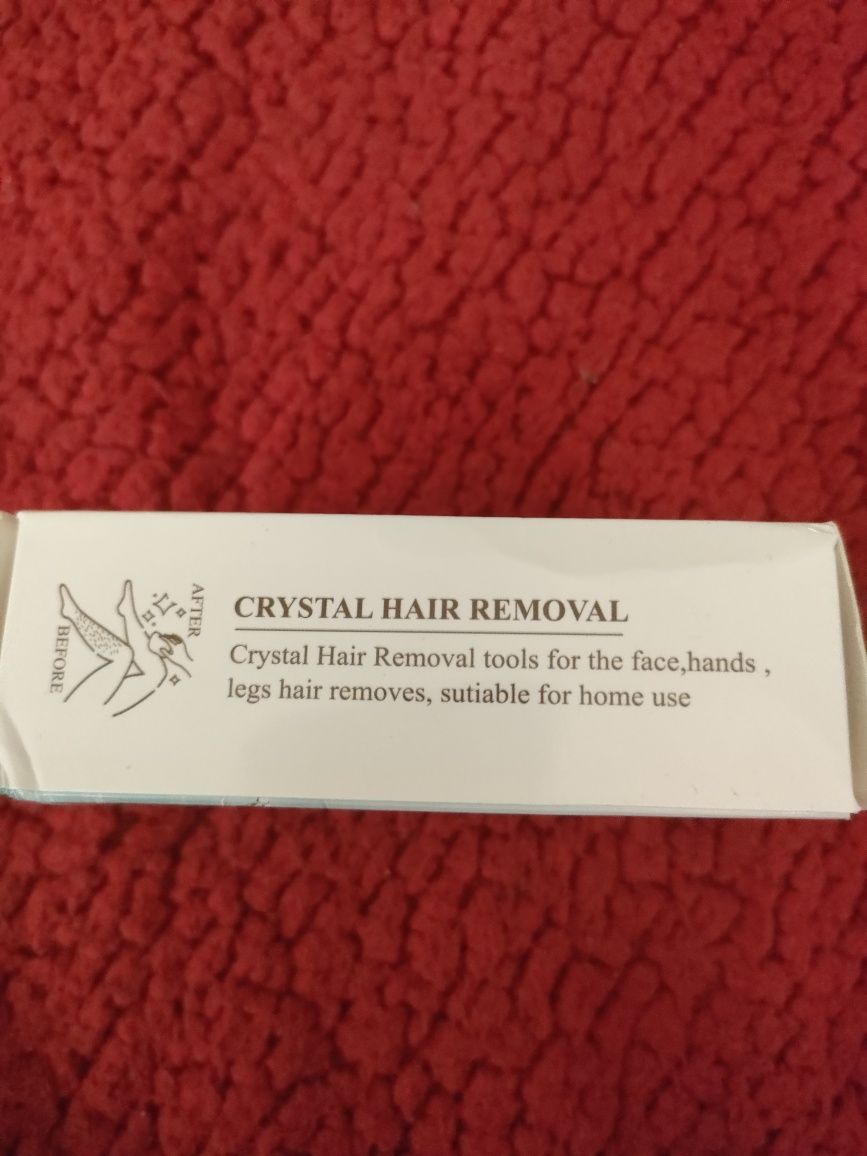 AFTER
BEFORE
CRYSTAL HAIR REMOVAL
Crystal Hair Removal tools for the face,hands ,
legs hair removes, sutiable for home use